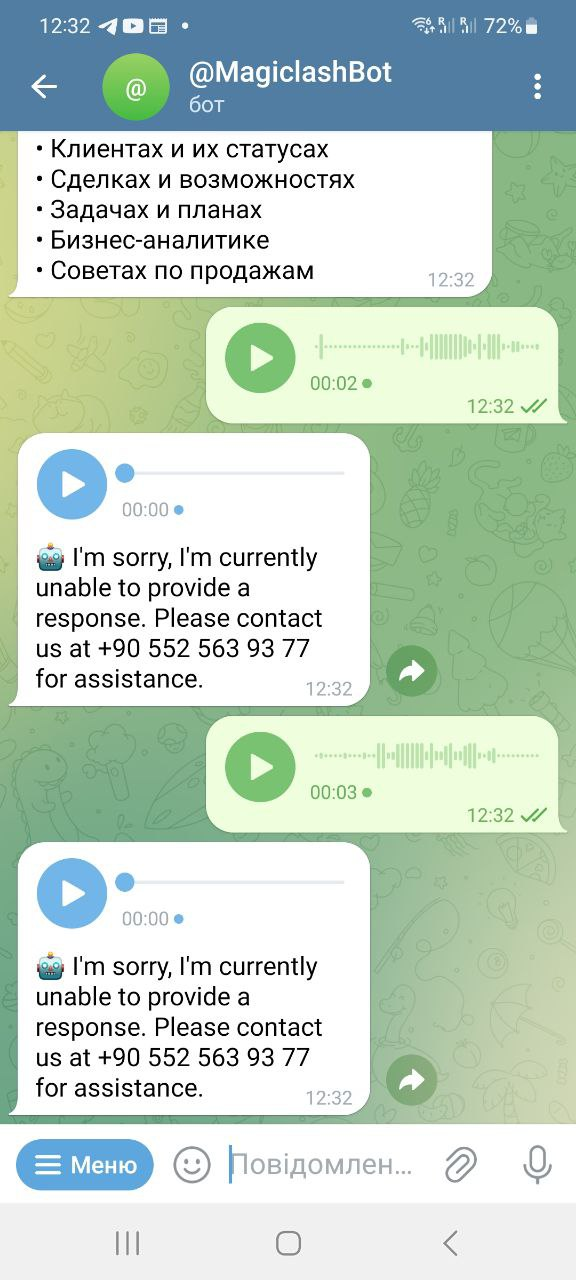 12:32
72%
@MagiclashBot
бот
• Клиентах и их статусах
• Сделках и возможностях
• Задачах и планах
• Бизнес-аналитике
• Советах по продажам
12:32
00:02
12:32
00:00
🤖 I'm sorry, I'm currently
unable to provide a
response. Please contact
us at +90 552 563 93 77
for assistance.
12:32
00:03
12:32
00:00
🤖 I'm sorry, I'm currently
unable to provide a
response. Please contact
us at +90 552 563 93 77
for assistance.
12:32
Меню
Повідомлен...